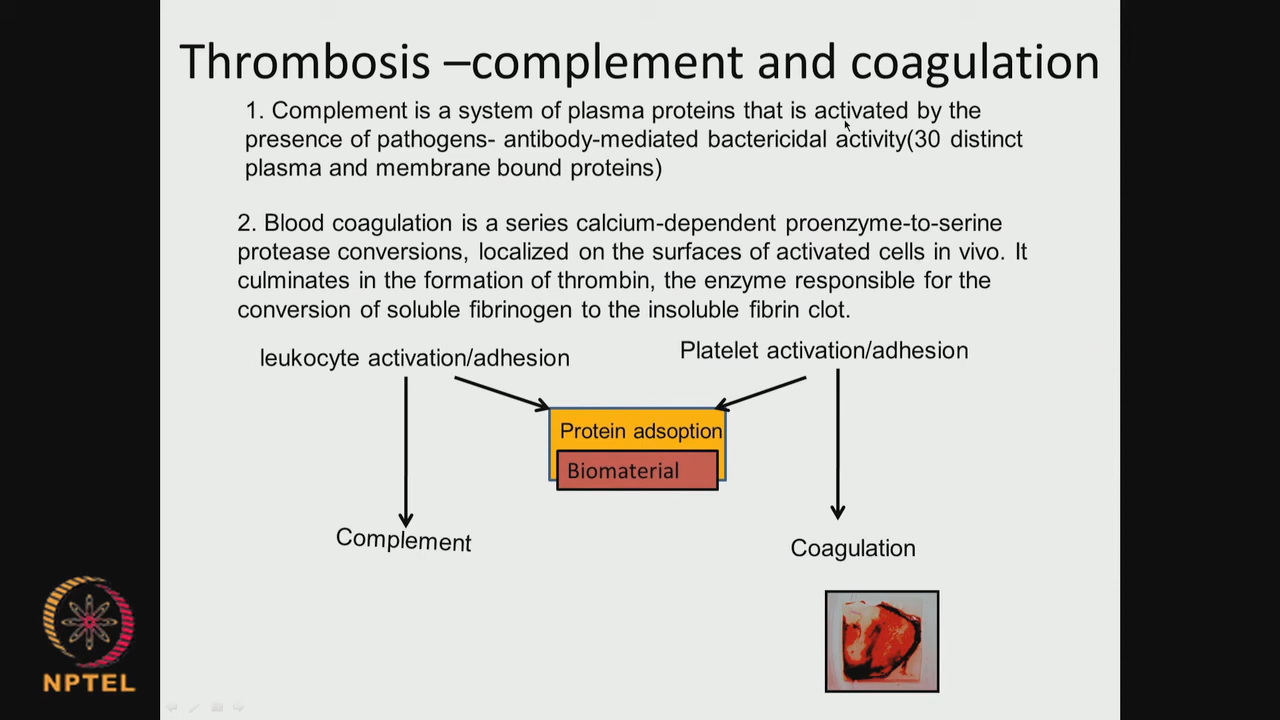 Thrombosis –complement and coagulation
1. Complement is a system of plasma proteins that is activated by the
presence of pathogens- antibody-mediated bactericidal activity(30 distinct
plasma and membrane bound proteins)
2. Blood coagulation is a series calcium-dependent proenzyme-to-serine
protease conversions, localized on the surfaces of activated cells in vivo. It
culminates in the formation of thrombin, the enzyme responsible for the
conversion of soluble fibrinogen to the insoluble fibrin clot.
leukocyte activation/adhesion
Platelet activation/adhesion
Protein adsoption
Biomaterial
Complement
Coagulation
NPTEL